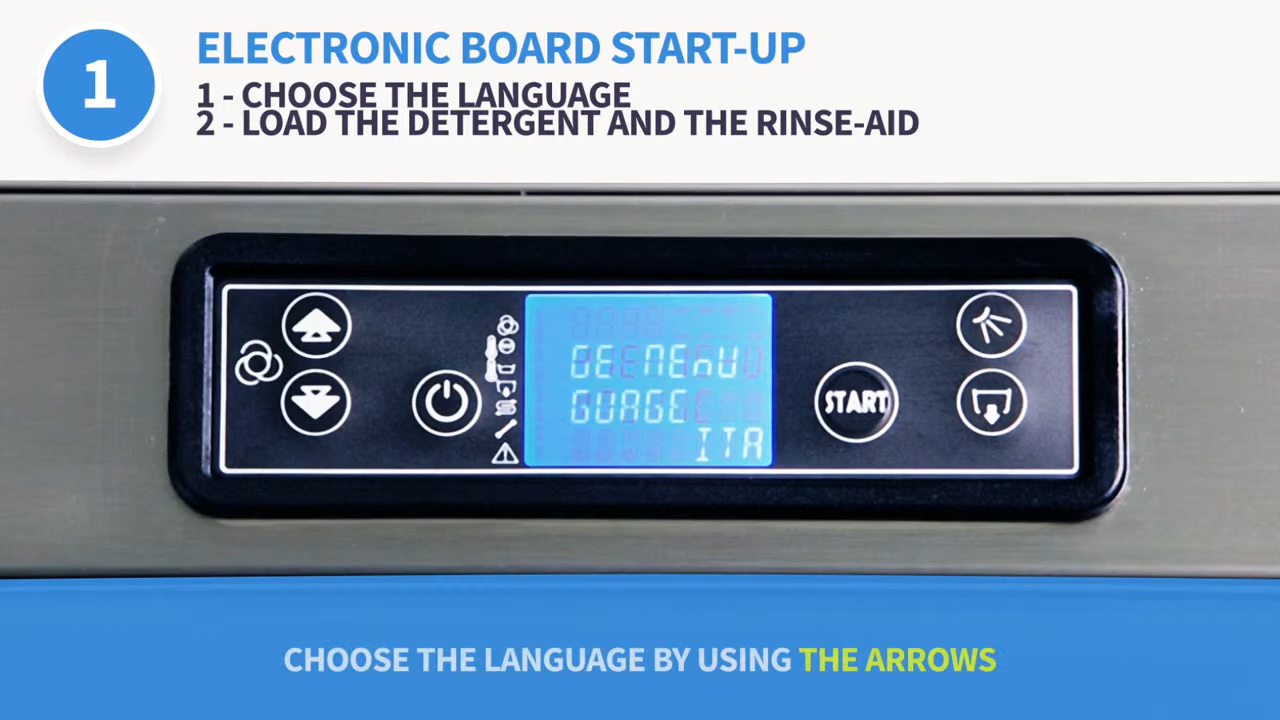 1
ELECTRONIC BOARD START-UP
1 - CHOOSE THE LANGUAGE
2 - LOAD THE DETERGENT AND THE RINSE-AID
GUAGE
ITA
START
CHOOSE THE LANGUAGE BY USING THE ARROWS